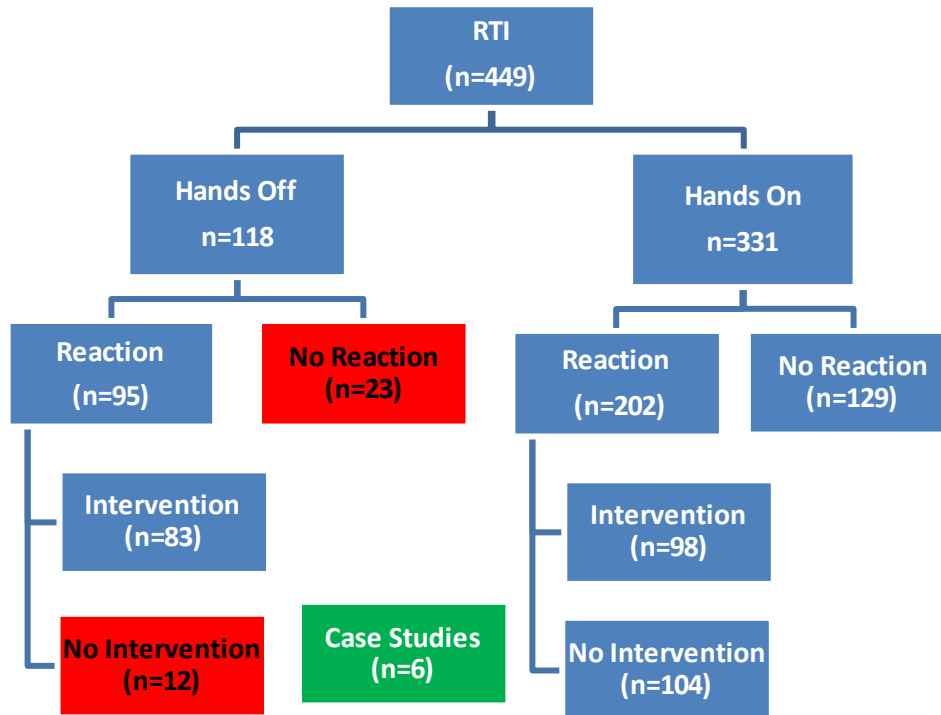 RTI
(n=449)
Hands Off
n=118
Hands On
n=331
Reaction
(n=95)
No Reaction
(n=23)
Reaction
(n=202)
No Reaction
(n=129)
Intervention
(n=83)
Intervention
(n=98)
No Intervention
(n=12)
Case Studies
(n=6)
No Intervention
(n=104)